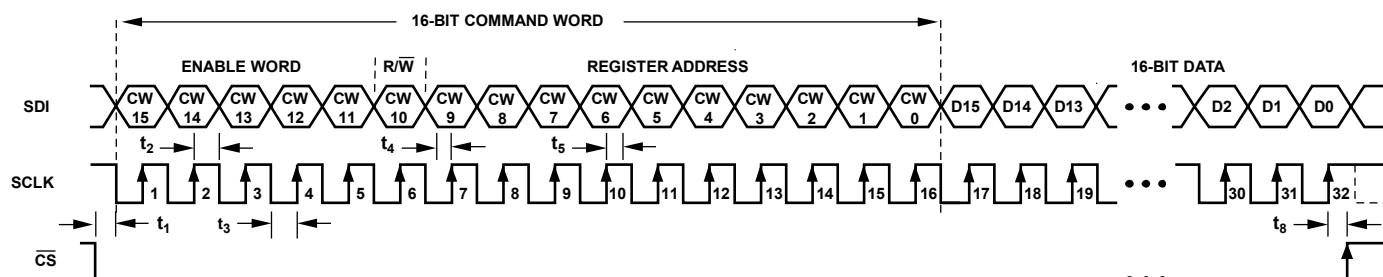 16-BIT COMMAND WORD
ENABLE WORD R/W̅ REGISTER ADDRESS 16-BIT DATA
SDI CW 15 CW 14 CW 13 CW 12 CW 11 CW 10 CW 9 CW 8 CW 7 CW 6 CW 5 CW 4 CW 3 CW 2 CW 1 CW 0 D15 D14 D13 D2 D1 D0
t2 t4 t5
SCLK 1 2 3 4 5 6 7 8 9 10 11 12 13 14 15 16 17 18 19 30 31 32
t1 t3 t8
C̅S̅